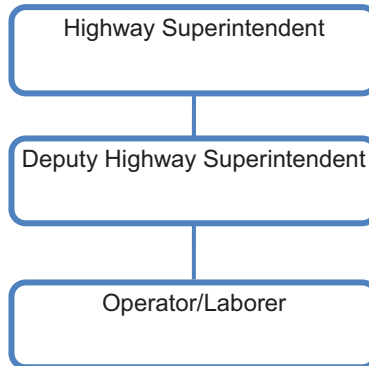 Highway Superintendent
Deputy Highway Superintendent
Operator/Laborer